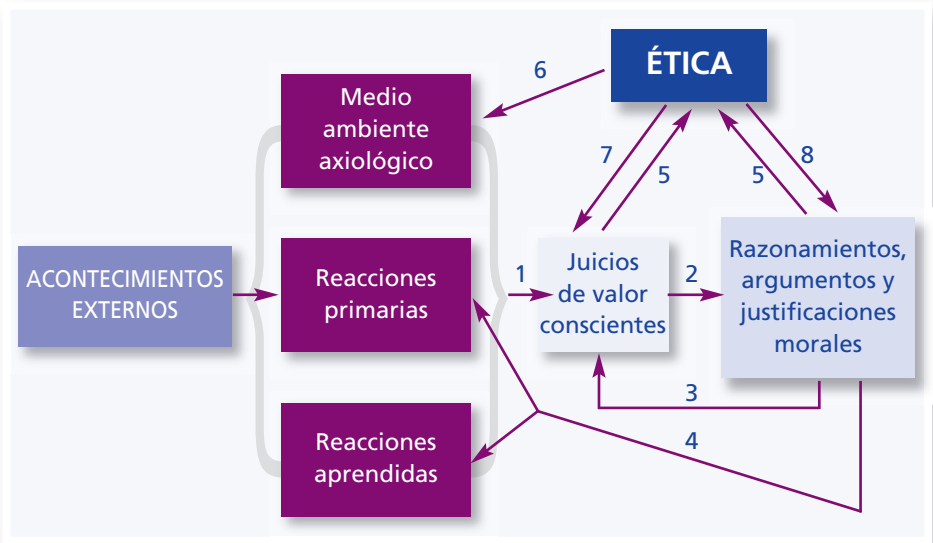 ÉTICA
6
Medio
ambiente
axiológico
7
5
5
8
ACONTECIMIENTOS
EXTERNOS
Reacciones
primarias
1
Juicios
de valor
conscientes
2
Razonamientos,
argumentos y
justificaciones
morales
3
4
Reacciones
aprendidas